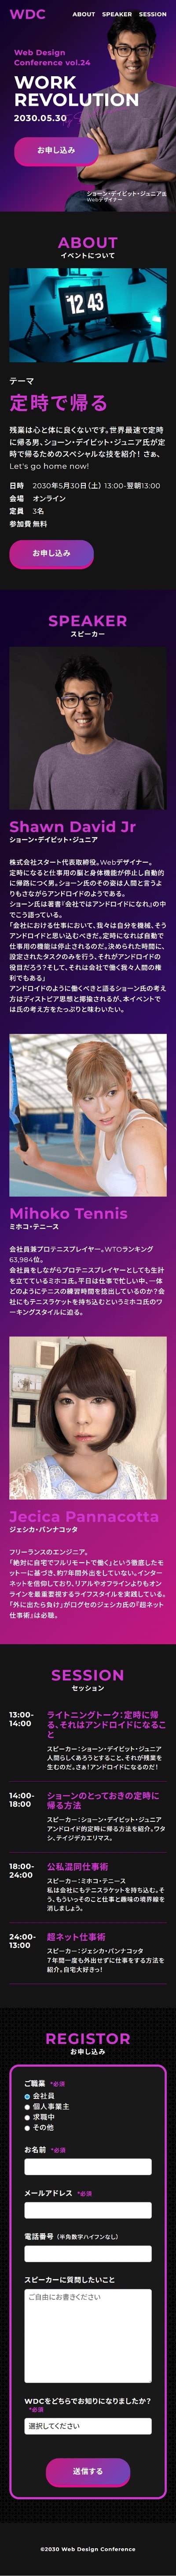 WDC
ABOUT SPEAKER SESSION
Web Design
Conference vol.24
WORK
REVOLUTION
2030.05.30
お申し込み
ショーン・デイビット・ジュニア氏
Webデザイナー
ABOUT
イベントについて
12 43
テーマ
定時で帰る
残業は心と体に良くないです。世界最速で定時
に帰る男、ショーン・デイビット・ジュニア氏が定
時で帰るためのスペシャルな技を紹介！さぁ、
Let's go home now!
日時 2030年5月30日（土） 13:00-翌朝13:00
会場 オンライン
定員 3名
参加費 無料
お申し込み
SPEAKER
スピーカー
Shawn David Jr
ショーン・デイビット・ジュニア
株式会社スタート代表取締役。Webデザイナー。
定時になると仕事用の脳と身体機能が停止し自動的
に帰路につく男。ショーン氏のその姿は人間と言うよ
りもさながらアンドロイドのようである。
ショーン氏は著書『会社ではアンドロイドになれ』の中
でこう語っている。
「会社における仕事において、我々は自分を機械、そう
アンドロイドと思い込むべきだ。定時になれば自動で
仕事用の機能は停止されるのだ。決められた時間に、
設定されたタスクのみを行う、それがアンドロイドの
役目だろう？そして、それは会社で働く我々人間の権
利でもある」
アンドロイドのように働くべきと語るショーン氏の考え
方はディストピア思想と揶揄されるが、本イベントで
は氏の考え方をたっぷりと味わいたい。
Mihoko Tennis
ミホコ・テニース
会社員兼プロテニスプレイヤー。WTOランキング
63,984位。
会社員をしながらプロテニスプレイヤーとしても生計
を立てているミホコ氏。平日は仕事で忙しい中、一体
どのようにテニスの練習時間を捻出しているのか？会
社にもテニスラケットを持ち込むというミホコ氏のワ
ーキングスタイルに迫る。
Jecica Pannacotta
ジェシカ・パンナコッタ
フリーランスのエンジニア。
「絶対に自宅でフルリモートで働く」という徹底したモ
ットーに基づき、約7年間外出をしていない。インター
ネットを信仰しており、リアルやオフラインよりもオン
ラインを最重要視するライフスタイルを実践している。
「外に出たら負け」がログセのジェシカ氏の『超ネット
仕事術』は必聴。
SESSION
セッション
13:00-
14:00
ライトニングトーク：定時に帰
る、それはアンドロイドになるこ
と
スピーカー：ショーン・デイビット・ジュニア
人間らしくあろうとすること、それが残業を
生むのだ。さぁ！アンドロイドになるのだ！
14:00-
18:00
ショーンのとっておきの定時に
帰る方法
スピーカー：ショーン・デイビット・ジュニア
アンドロイド的定時に帰る方法を紹介。ワタ
シ、テイジデカエリマス。
18:00-
24:00
公私混同仕事術
スピーカー：ミホコ・テニース
私は会社にもテニスラケットを持ち込む。そ
う、もういっそのこと仕事と趣味の境界線を
消しましょう。
24:00-
13:00
超ネット仕事術
スピーカー：ジェシカ・パンナコッタ
7年間一度も外出せずに仕事をする方法を
紹介。自宅大好きっ！
REGISTOR
お申し込み
ご職業 *必須
会社員
個人事業主
求職中
その他
お名前 *必須
メールアドレス *必須
電話番号 （半角数字ハイフンなし）
スピーカーに質問したいこと
ご自由にお書きください
WDCをどちらでお知りになりましたか？
*必須
選択してください
送信する
©2030 Web Design Conference